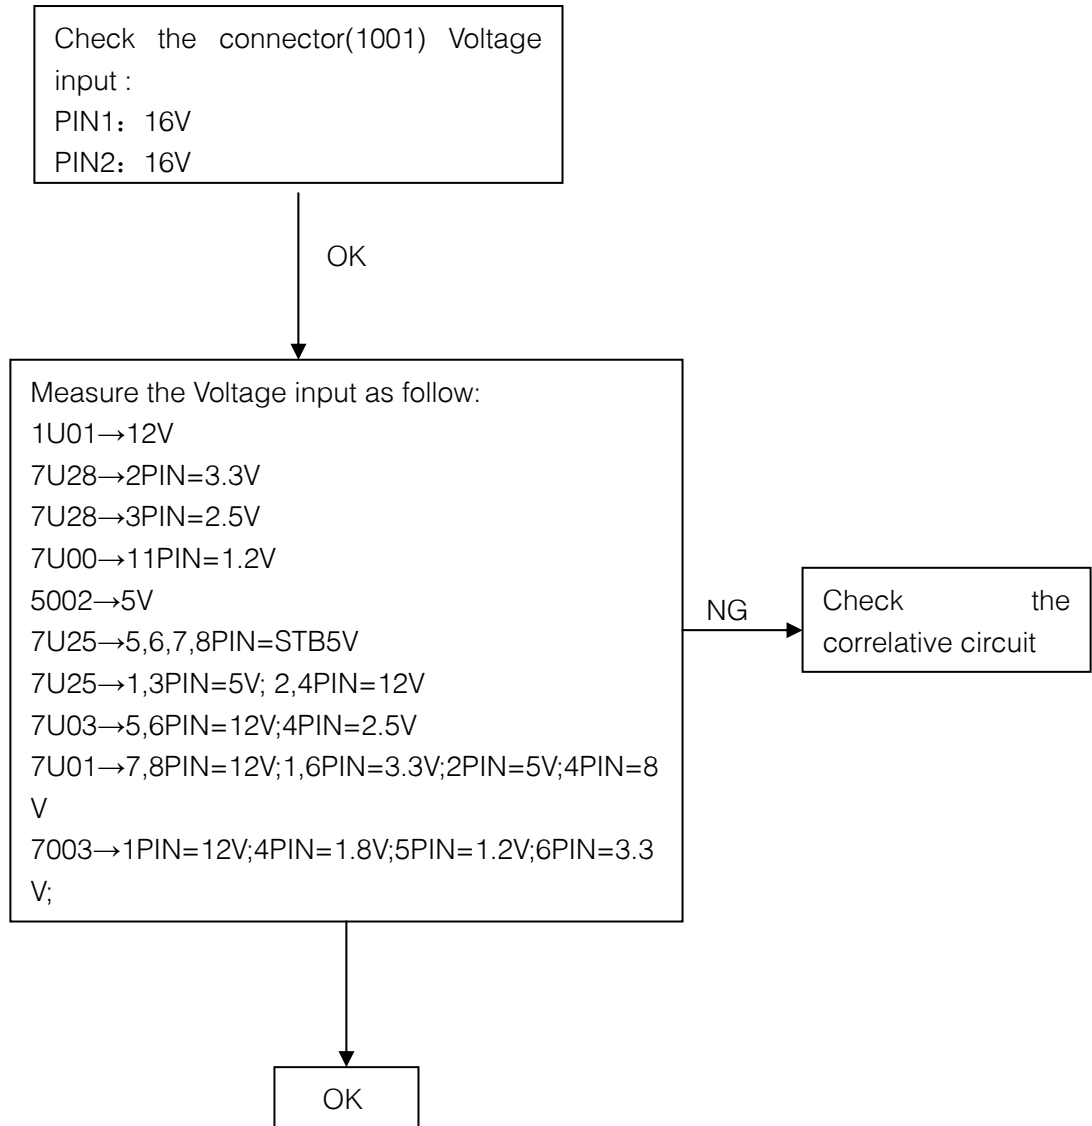 Check the connector(1001) Voltage
input :
PIN1：16V
PIN2：16V
OK
Measure the Voltage input as follow:
1U01→12V
7U28→2PIN=3.3V
7U28→3PIN=2.5V
7U00→11PIN=1.2V
5002→5V
7U25→5,6,7,8PIN=STB5V
7U25→1,3PIN=5V; 2,4PIN=12V
7U03→5,6PIN=12V;4PIN=2.5V
7U01→7,8PIN=12V;1,6PIN=3.3V;2PIN=5V;4PIN=8
V
7003→1PIN=12V;4PIN=1.8V;5PIN=1.2V;6PIN=3.3
V;
NG
Check the
correlative circuit
OK